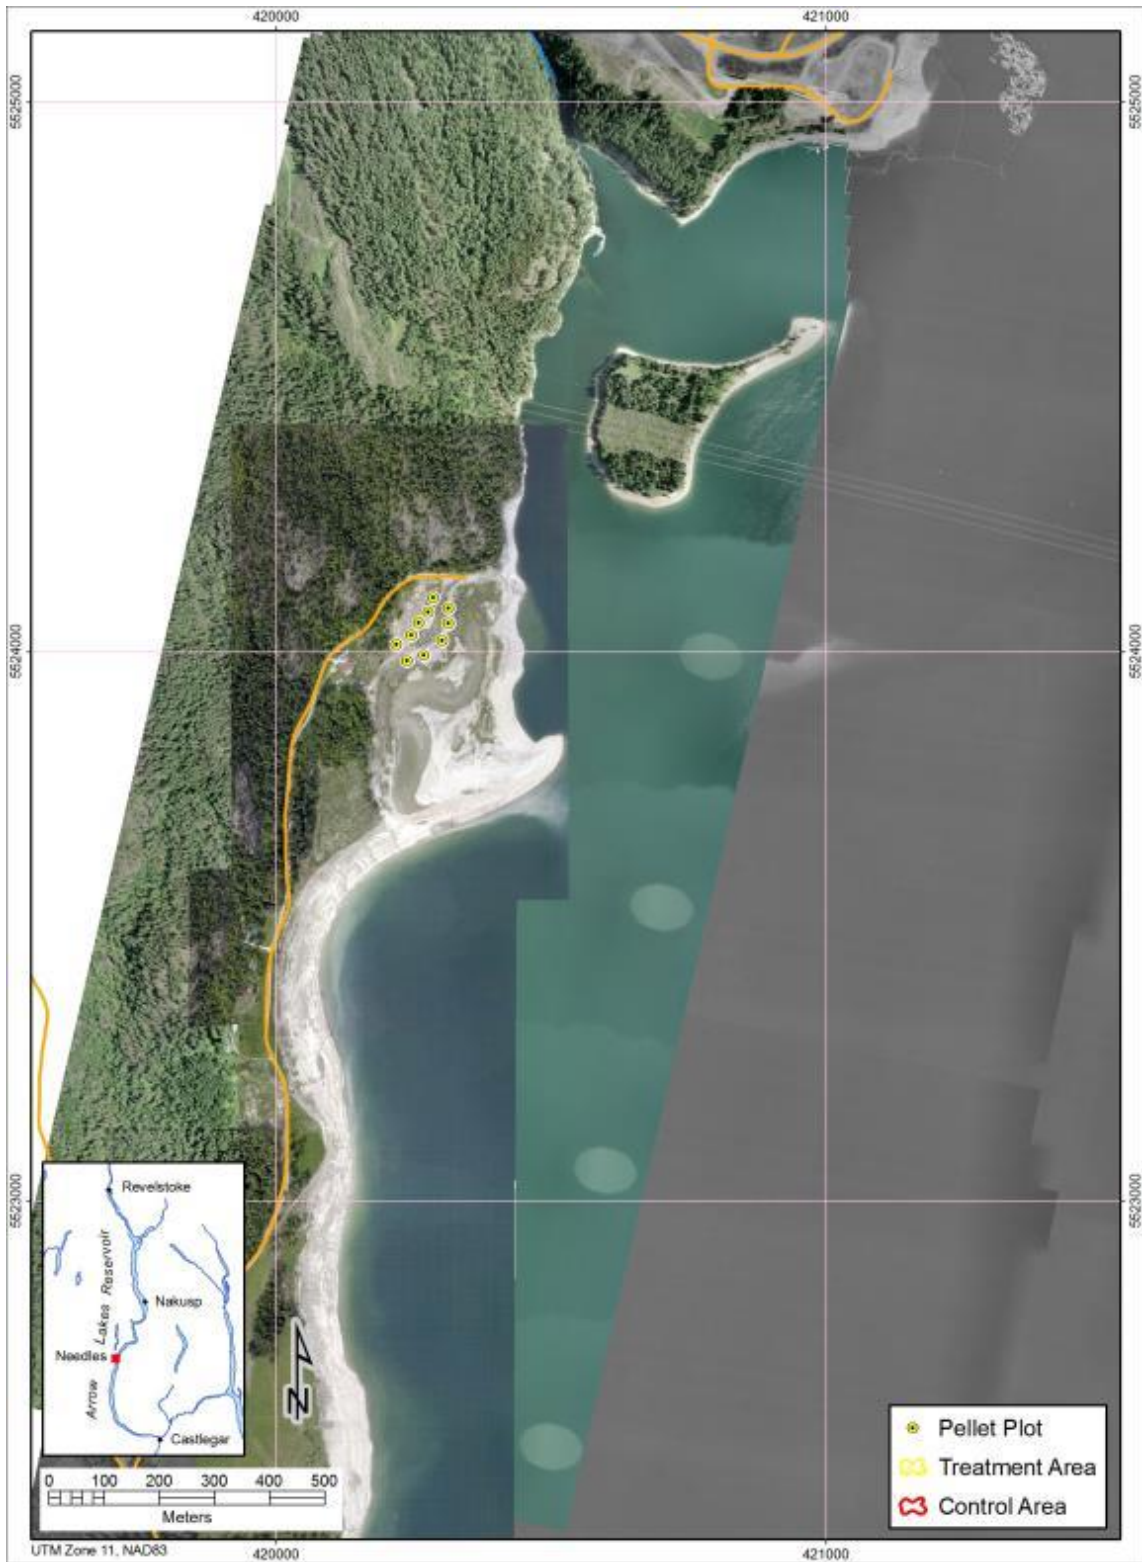 420000
421000
5525000
5525000
5524000
5524000
5523000
5523000
Revelstoke
Arrow Lakes Reservoir
Nakusp
Needles
Castlegar
N
0 100 200 300 400 500
Meters
Pellet Plot
Treatment Area
Control Area
UTM Zone 11, NAD83
420000
421000